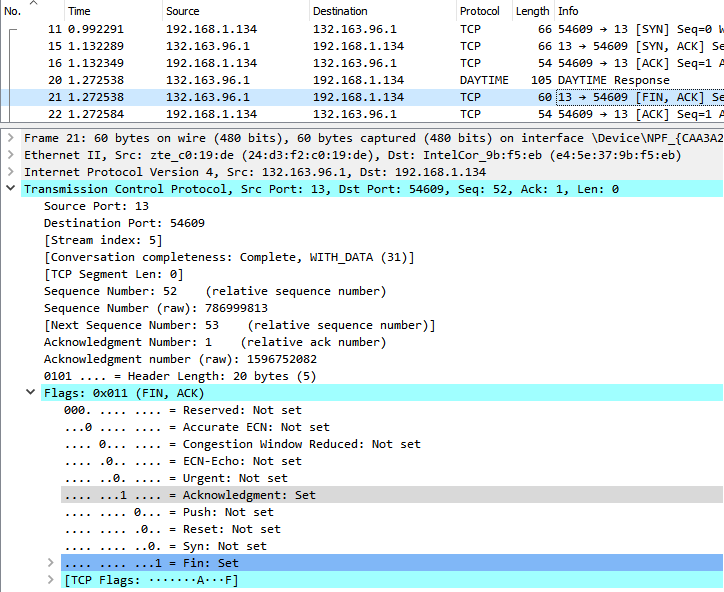 No. Time Source Destination Protocol Length Info
11 0.992291 192.168.1.134 132.163.96.1 TCP 66 54609 → 13 [SYN] Seq=0 W
15 1.132289 132.163.96.1 192.168.1.134 TCP 66 13 → 54609 [SYN, ACK] Se
16 1.132349 192.168.1.134 132.163.96.1 TCP 54 54609 → 13 [ACK] Seq=1 A
20 1.272538 132.163.96.1 192.168.1.134 DAYTIME 105 DAYTIME Response
21 1.272538 132.163.96.1 192.168.1.134 TCP 60 13 → 54609 [FIN, ACK] Se
22 1.272584 192.168.1.134 132.163.96.1 TCP 54 54609 → 13 [ACK] Seq=1 A
Frame 21: 60 bytes on wire (480 bits), 60 bytes captured (480 bits) on interface \Device\NPF_{CAA3A2
Ethernet II, Src: zte_c0:19:de (24:d3:f2:c0:19:de), Dst: IntelCor_9b:f5:eb (e4:5e:37:9b:f5:eb)
Internet Protocol Version 4, Src: 132.163.96.1, Dst: 192.168.1.134
Transmission Control Protocol, Src Port: 13, Dst Port: 54609, Seq: 52, Ack: 1, Len: 0
Source Port: 13
Destination Port: 54609
[Stream index: 5]
[Conversation completeness: Complete, WITH_DATA (31)]
[TCP Segment Len: 0]
Sequence Number: 52 (relative sequence number)
Sequence Number (raw): 786999813
[Next Sequence Number: 53 (relative sequence number)]
Acknowledgment Number: 1 (relative ack number)
Acknowledgment number (raw): 1596752082
0101 .... = Header Length: 20 bytes (5)
Flags: 0x011 (FIN, ACK)
000. .... .... = Reserved: Not set
...0 .... .... = Accurate ECN: Not set
.... 0... .... = Congestion Window Reduced: Not set
.... .0.. .... = ECN-Echo: Not set
.... ..0. .... = Urgent: Not set
.... ...1 .... = Acknowledgment: Set
.... .... 0... = Push: Not set
.... .... .0.. = Reset: Not set
.... .... ..0. = Syn: Not set
.... .... ...1 = Fin: Set
[TCP Flags: ·······A···F]